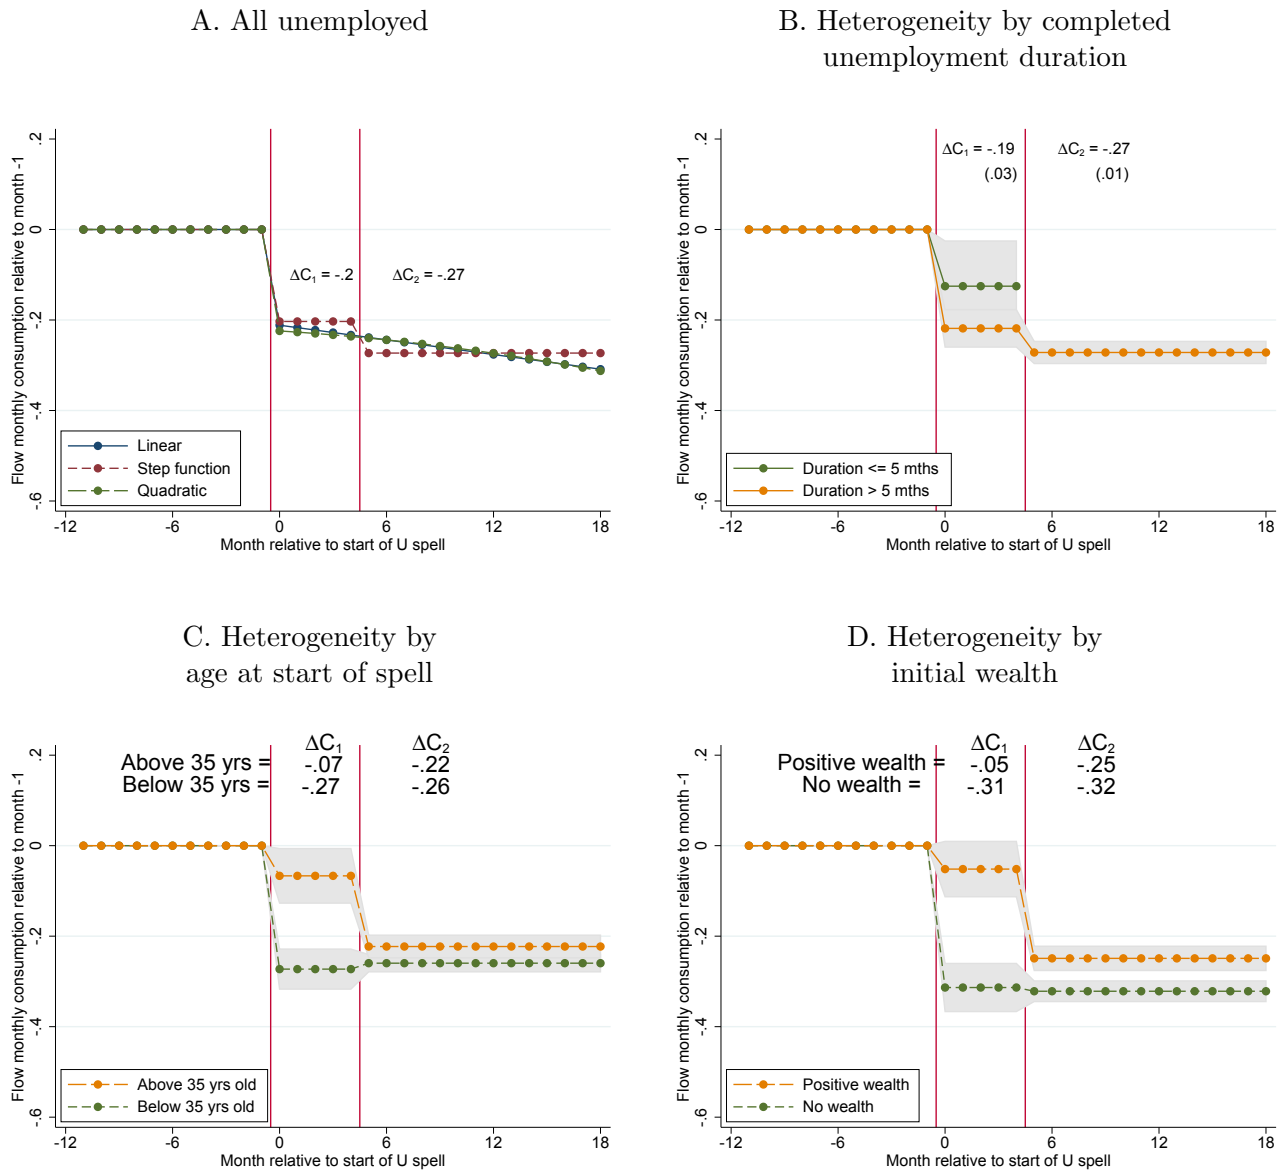 A. All unemployed
Flow monthly consumption relative to month -1
.2
0
-.2
-.4
-.6
ΔC₁ = -.2
ΔC₂ = -.27
Linear
Step function
Quadratic
-12
-6
0
6
12
18
Month relative to start of U spell
B. Heterogeneity by completed
unemployment duration
Flow monthly consumption relative to month -1
.2
0
-.2
-.4
-.6
ΔC₁ = -.19
(.03)
ΔC₂ = -.27
(.01)
Duration <= 5 mths
Duration > 5 mths
-12
-6
0
6
12
18
Month relative to start of U spell
C. Heterogeneity by
age at start of spell
Flow monthly consumption relative to month -1
.2
0
-.2
-.4
-.6
ΔC₁ ΔC₂
Above 35 yrs = -.07 -.22
Below 35 yrs = -.27 -.26
Above 35 yrs old
Below 35 yrs old
-12
-6
0
6
12
18
Month relative to start of U spell
D. Heterogeneity by
initial wealth
Flow monthly consumption relative to month -1
.2
0
-.2
-.4
-.6
ΔC₁ ΔC₂
Positive wealth = -.05 -.25
No wealth = -.31 -.32
Positive wealth
No wealth
-12
-6
0
6
12
18
Month relative to start of U spell